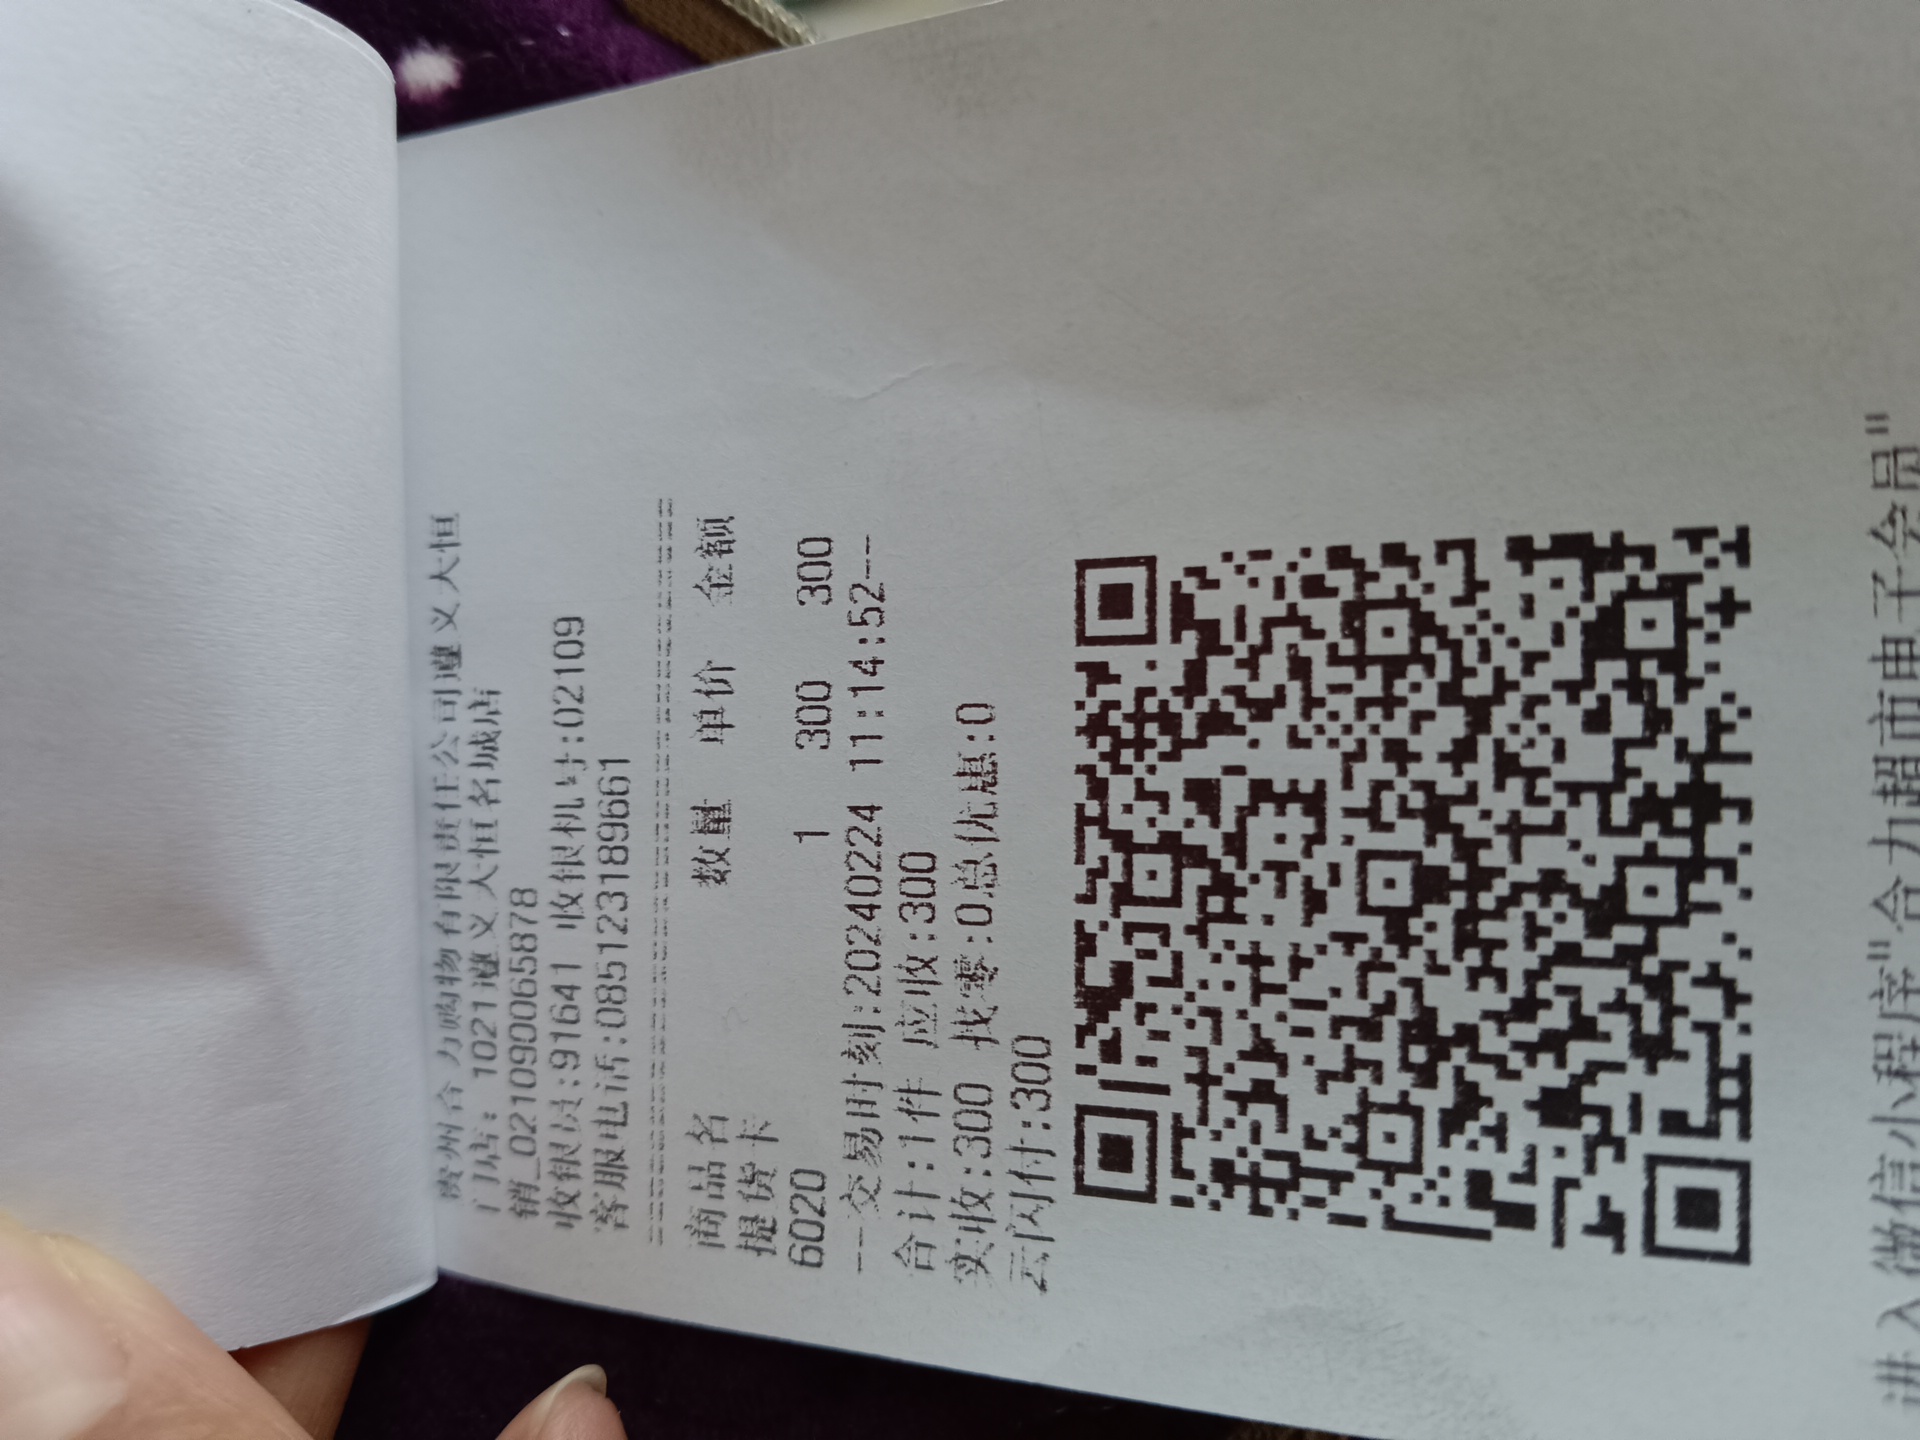 贵州合力购物有限责任公司遵义大恒
门店：1021遵义大恒名城店
销_0210900065878
收银员:91641 收银机号:02109
客服电话:085123189661
商品名 数量 单价 金额
提货卡
6020 1 300 300
--交易时刻:20240224 11:14:52---
合计:1件 应收:300
实收:300 找零:0总优惠:0
云闪付:300
进入微信小程序"合力超市电子会员"